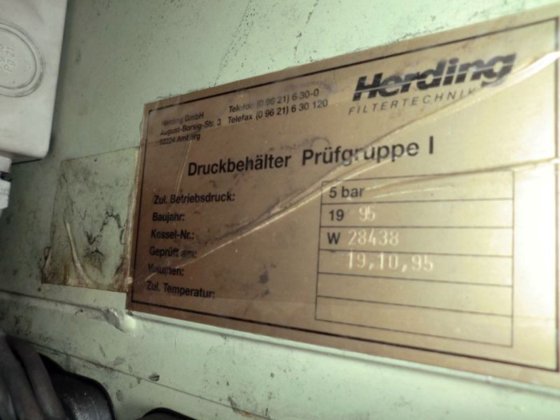 Herding
FILTERTECHNIK
Herding GmbH
August-Borsig-Str. 3
92224 Amberg
Telefon (0 96 21) 6 30-0
Telefax (0 96 21) 6 30 120
Druckbehälter Prüfgruppe I
Zul. Betriebsdruck: 5 bar
Baujahr: 19 95
Kessel-Nr.: W 28438
Geprüft am: 19,10,95
Volumen:
Zul. Temperatur: